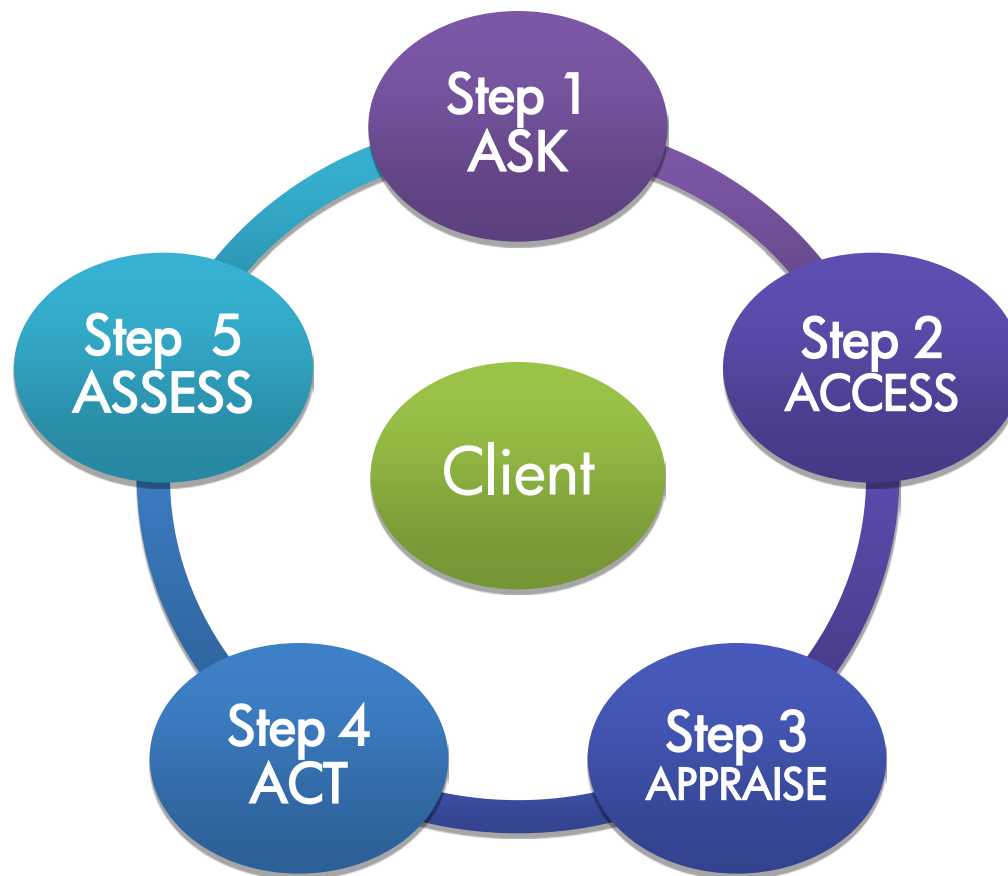 Step 1
ASK
Step 2
ACCESS
Step 3
APPRAISE
Step 4
ACT
Step 5
ASSESS
Client